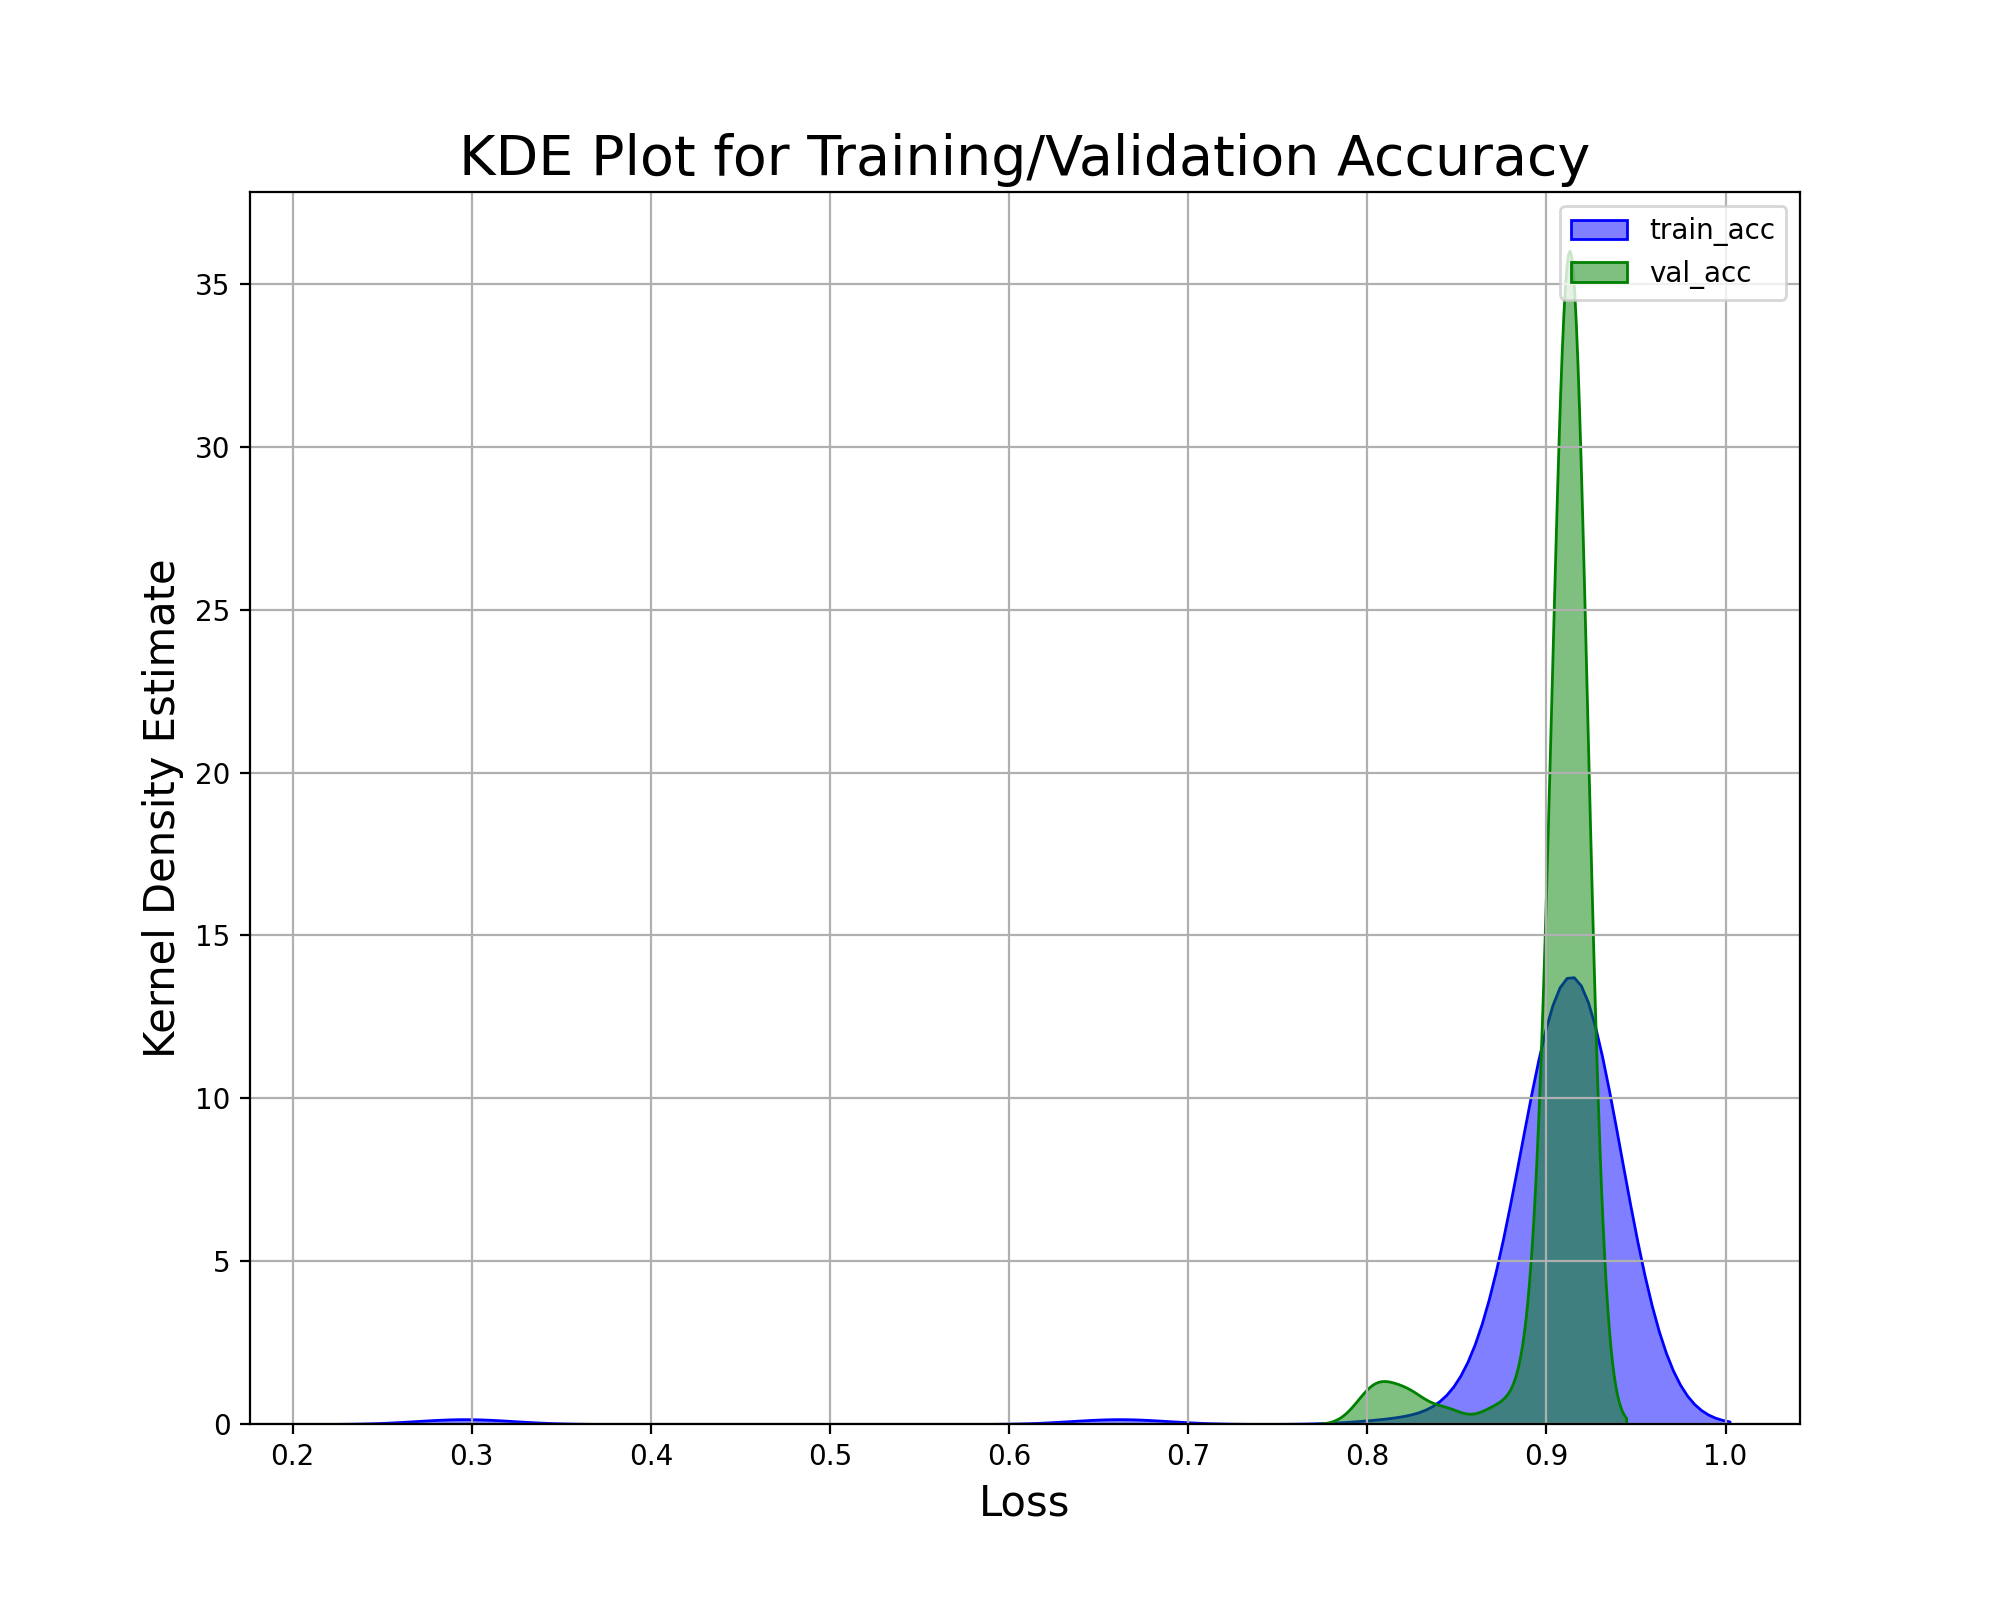 KDE Plot for Training/Validation Accuracy
train_acc
val_acc
Kernel Density Estimate
35
30
25
20
15
10
5
0
0.2 0.3 0.4 0.5 0.6 0.7 0.8 0.9 1.0
Loss